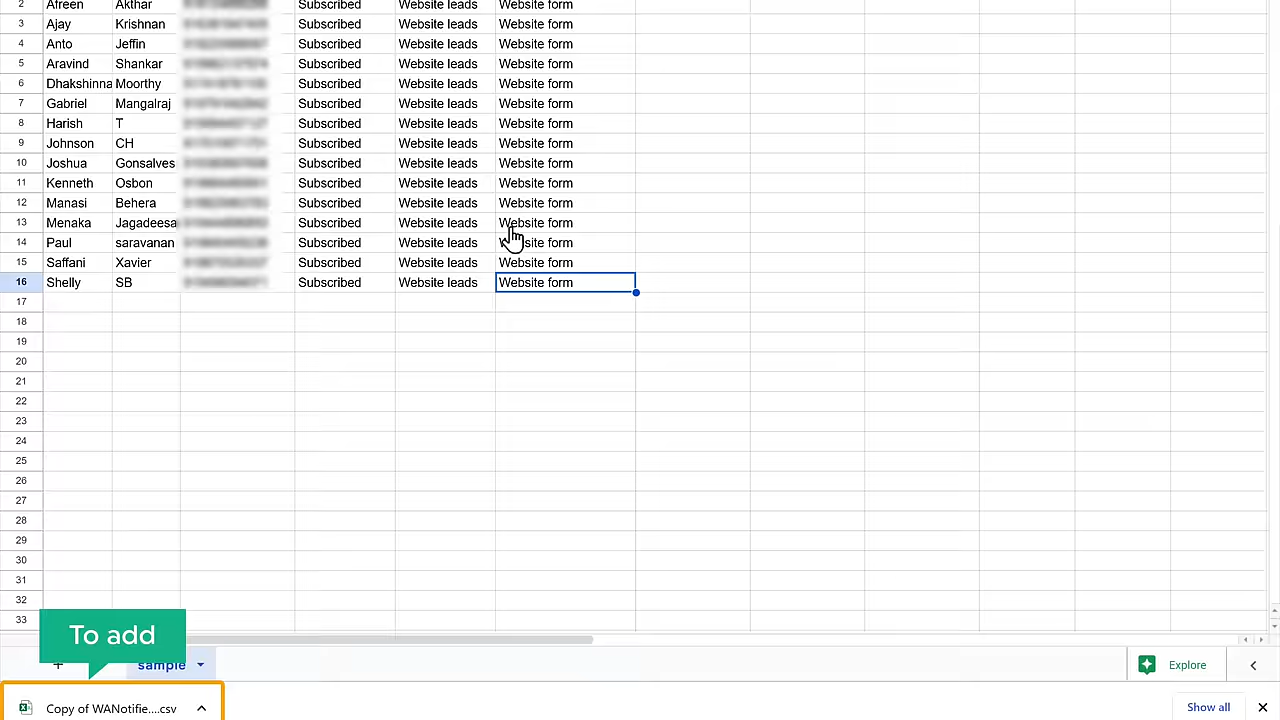 2 Afreen Akthar Subscribed Website leads Website form
3 Ajay Krishnan Subscribed Website leads Website form
4 Anto Jeffin Subscribed Website leads Website form
5 Aravind Shankar Subscribed Website leads Website form
6 Dhakshinna Moorthy Subscribed Website leads Website form
7 Gabriel Mangalraj Subscribed Website leads Website form
8 Harish T Subscribed Website leads Website form
9 Johnson CH Subscribed Website leads Website form
10 Joshua Gonsalves Subscribed Website leads Website form
11 Kenneth Osbon Subscribed Website leads Website form
12 Manasi Behera Subscribed Website leads Website form
13 Menaka Jagadeesa Subscribed Website leads Website form
14 Paul saravanan Subscribed Website leads Website form
15 Saffani Xavier Subscribed Website leads Website form
16 Shelly SB Subscribed Website leads Website form
17
18
19
20
21
22
23
24
25
26
27
28
29
30
31
32
33
To add
sample
Explore
Copy of WANotifie....csv
Show all